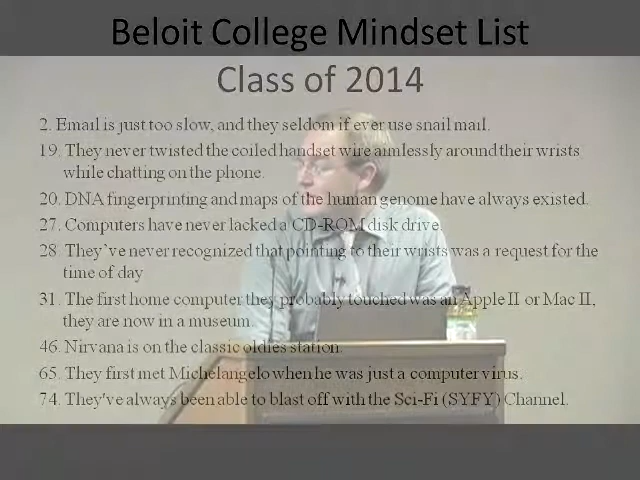 Beloit College Mindset List
Class of 2014
2. Email is just too slow, and they seldom if ever use snail mail.
19. They never twisted the coiled handset wire aimlessly around their wrists
while chatting on the phone.
20. DNA fingerprinting and maps of the human genome have always existed.
27. Computers have never lacked a CD-ROM disk drive.
28. They've never recognized that pointing to their wrists was a request for the
time of day
31. The first home computer they probably touched was an Apple II or Mac II,
they are now in a museum.
46. Nirvana is on the classic oldies station.
65. They first met Michelangelo when he was just a computer virus.
74. They've always been able to blast off with the Sci-Fi (SYFY) Channel.